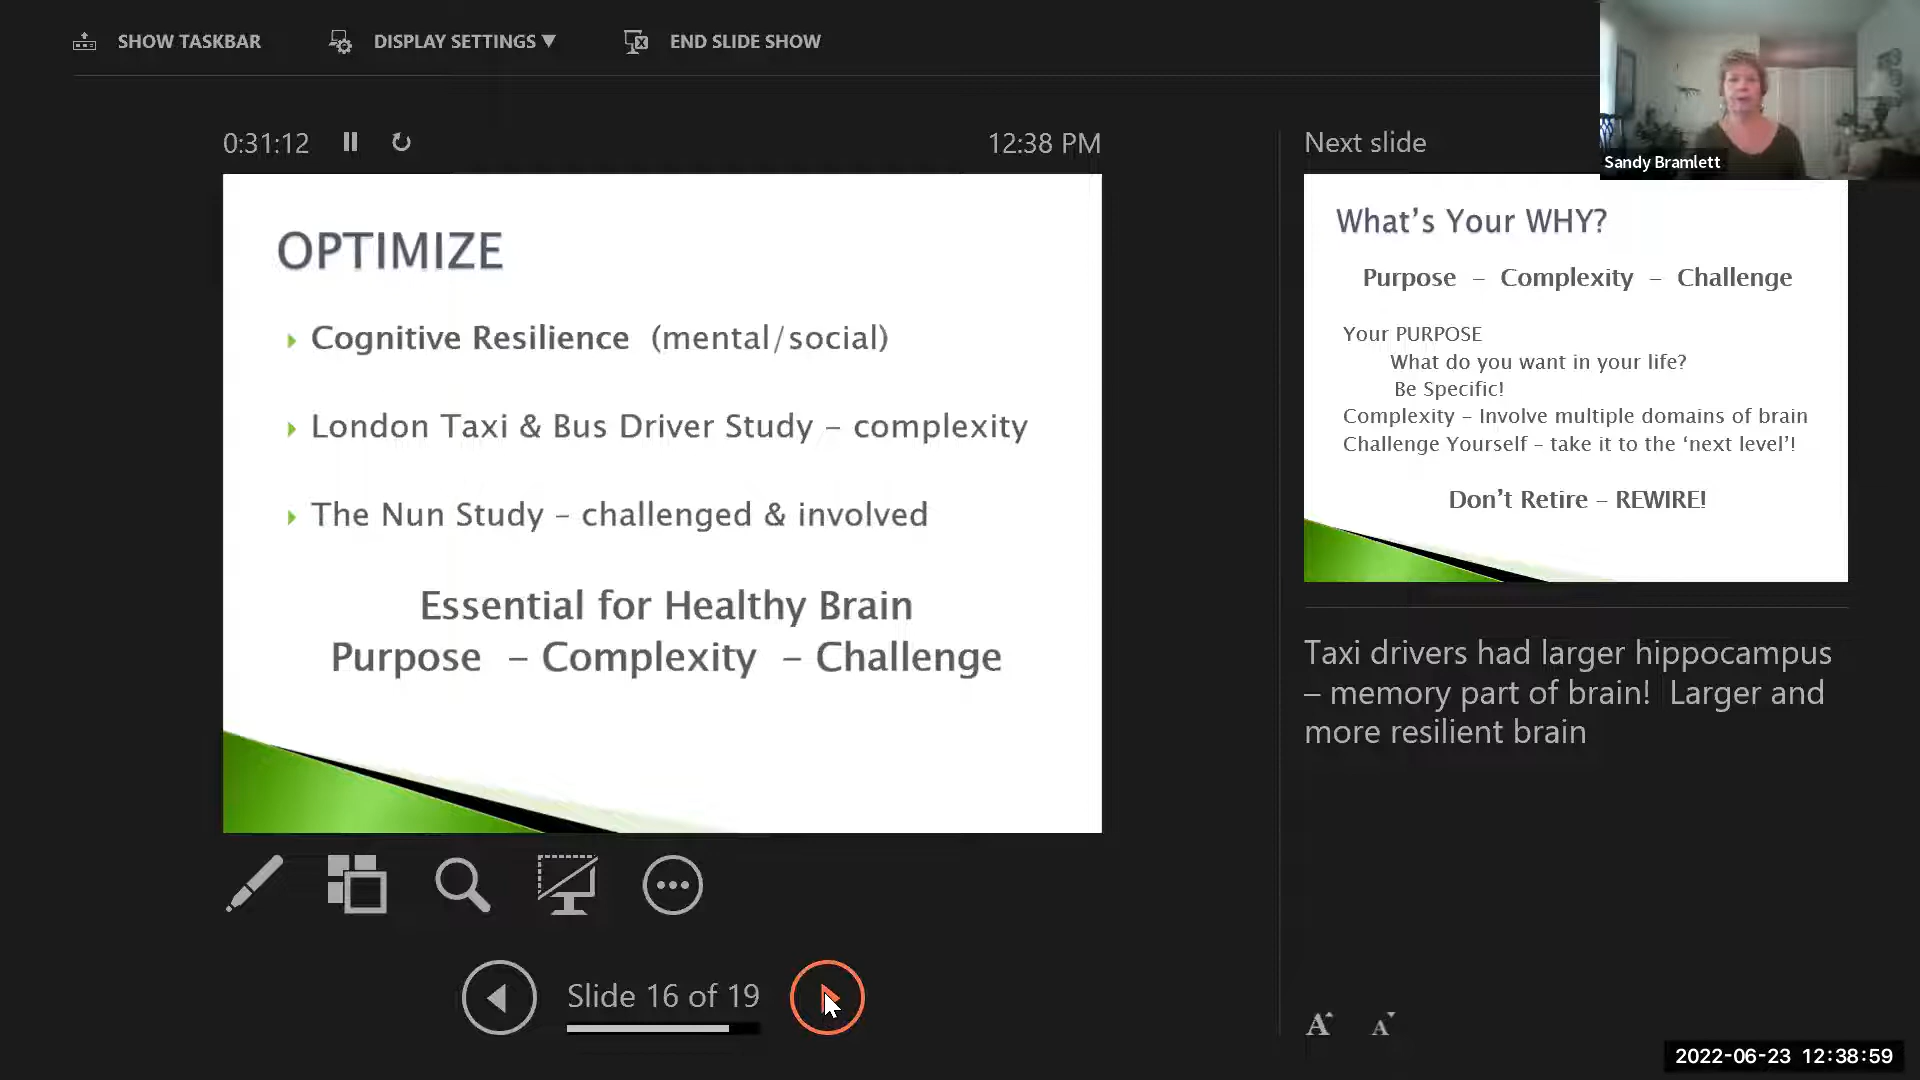 SHOW TASKBAR
DISPLAY SETTINGS ▼
END SLIDE SHOW
Sandy Bramlett
0:31:12
12:38 PM
OPTIMIZE
Cognitive Resilience (mental/social)
London Taxi & Bus Driver Study – complexity
The Nun Study – challenged & involved
Essential for Healthy Brain
Purpose – Complexity – Challenge
Slide 16 of 19
Next slide
What's Your WHY?
Purpose – Complexity – Challenge
Your PURPOSE
What do you want in your life?
Be Specific!
Complexity – Involve multiple domains of brain
Challenge Yourself – take it to the ‘next level’!
Don’t Retire – REWIRE!
Taxi drivers had larger hippocampus
– memory part of brain! Larger and
more resilient brain
A A
2022-06-23 12:38:59